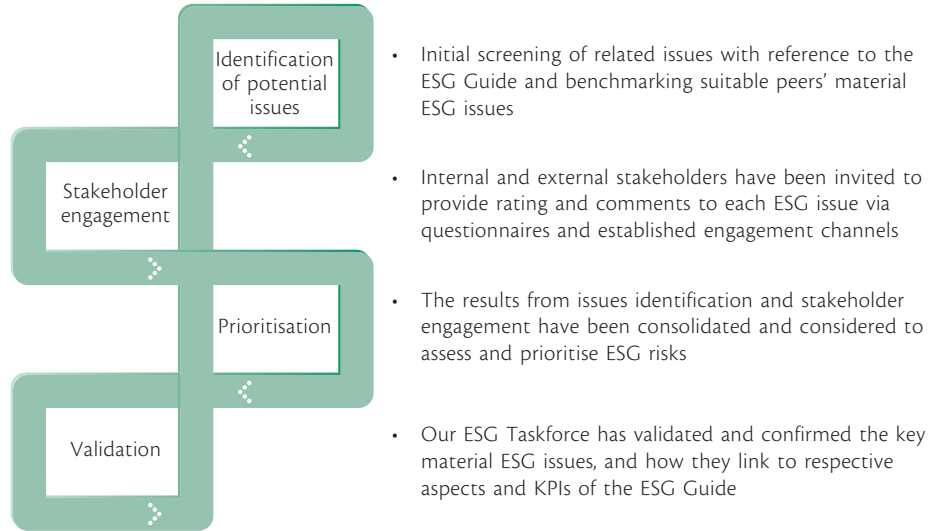 Identification
of potential
issues
• Initial screening of related issues with reference to the
ESG Guide and benchmarking suitable peers’ material
ESG issues
Stakeholder
engagement
• Internal and external stakeholders have been invited to
provide rating and comments to each ESG issue via
questionnaires and established engagement channels
Prioritisation
• The results from issues identification and stakeholder
engagement have been consolidated and considered to
assess and prioritise ESG risks
Validation
• Our ESG Taskforce has validated and confirmed the key
material ESG issues, and how they link to respective
aspects and KPIs of the ESG Guide